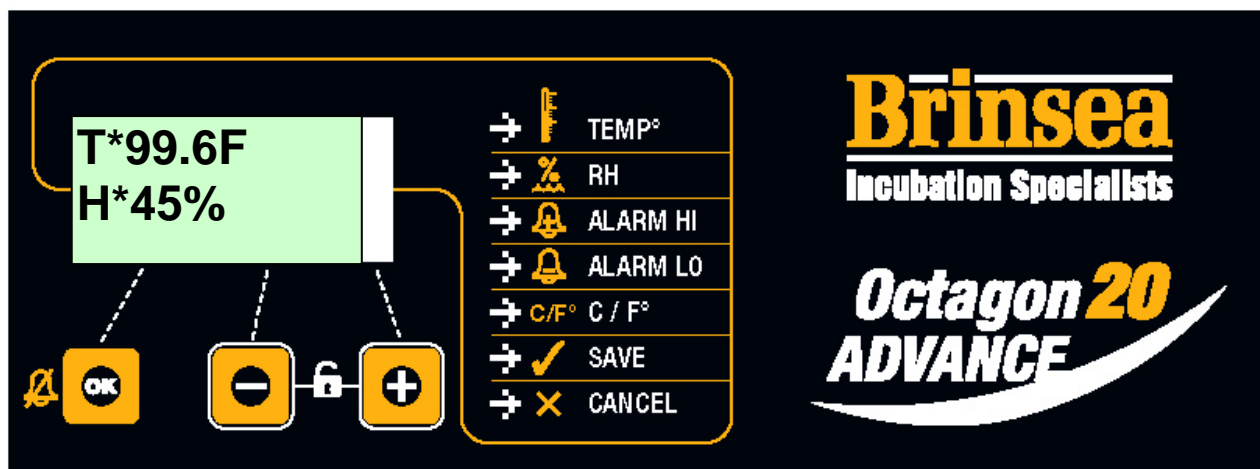 T*99.6F
H*45%
OK
TEMP°
% RH
ALARM HI
ALARM LO
C/F° C / F°
SAVE
CANCEL
Brinsea
Incubation Specialists
Octagon 20
ADVANCE